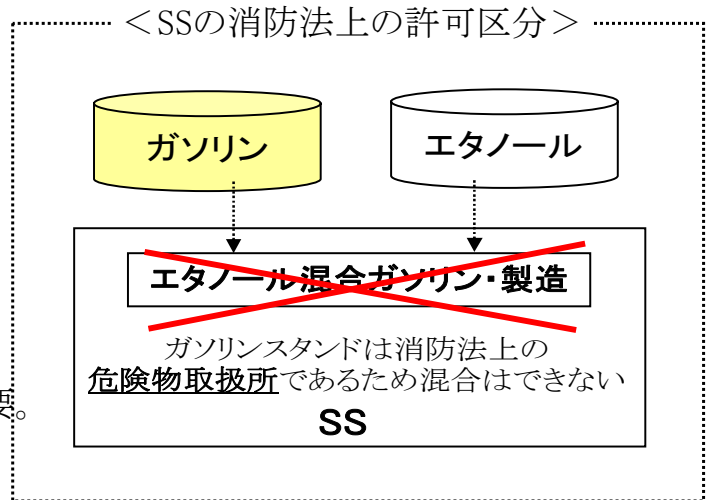 ＜SSの消防法上の許可区分＞
ガソリン
エタノール
エタノール混合ガソリン・製造
ガソリンスタンドは消防法上の
危険物取扱所であるため混合はできない
要。
SS